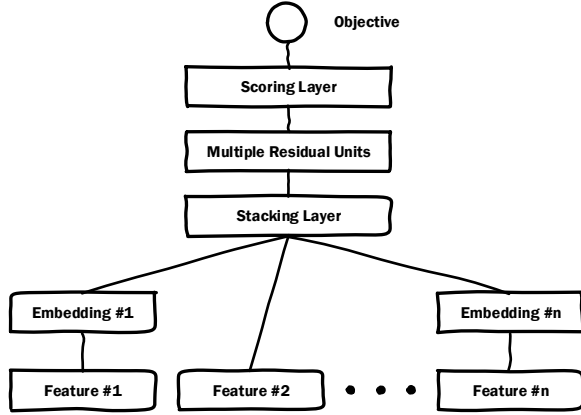 Objective
Scoring Layer
Multiple Residual Units
Stacking Layer
Embedding #1
Embedding #n
Feature #1
Feature #2
Feature #n